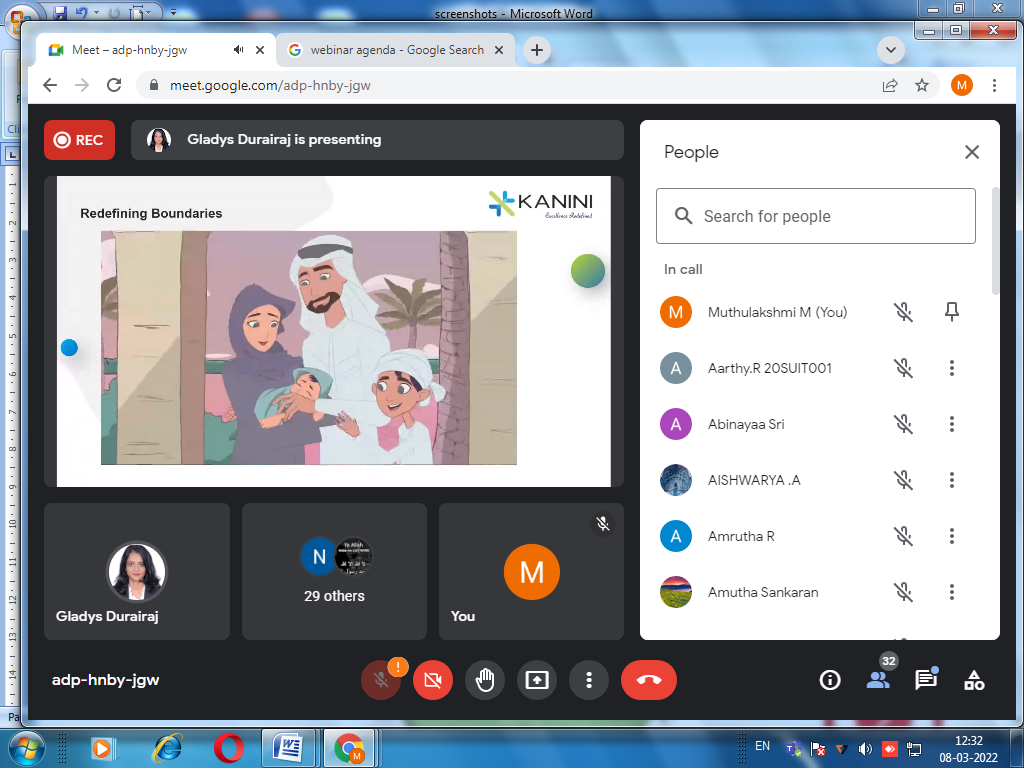 screenshots - Microsoft Word
Meet – adp-hnby-jgw
webinar agenda - Google Search
meet.google.com/adp-hnby-jgw
M
REC
Gladys Durairaj is presenting
People
Redefining Boundaries
KANINI
Excellence Redefined
Search for people
In call
M Muthulakshmi M (You)
A Aarthy.R 20SUIT001
A Abinayaa Sri
AISHWARYA .A
A Amrutha R
Amutha Sankaran
Gladys Durairaj
N
Ya Allah
29 others
M
You
adp-hnby-jgw
!
32
EN
12:32
08-03-2022